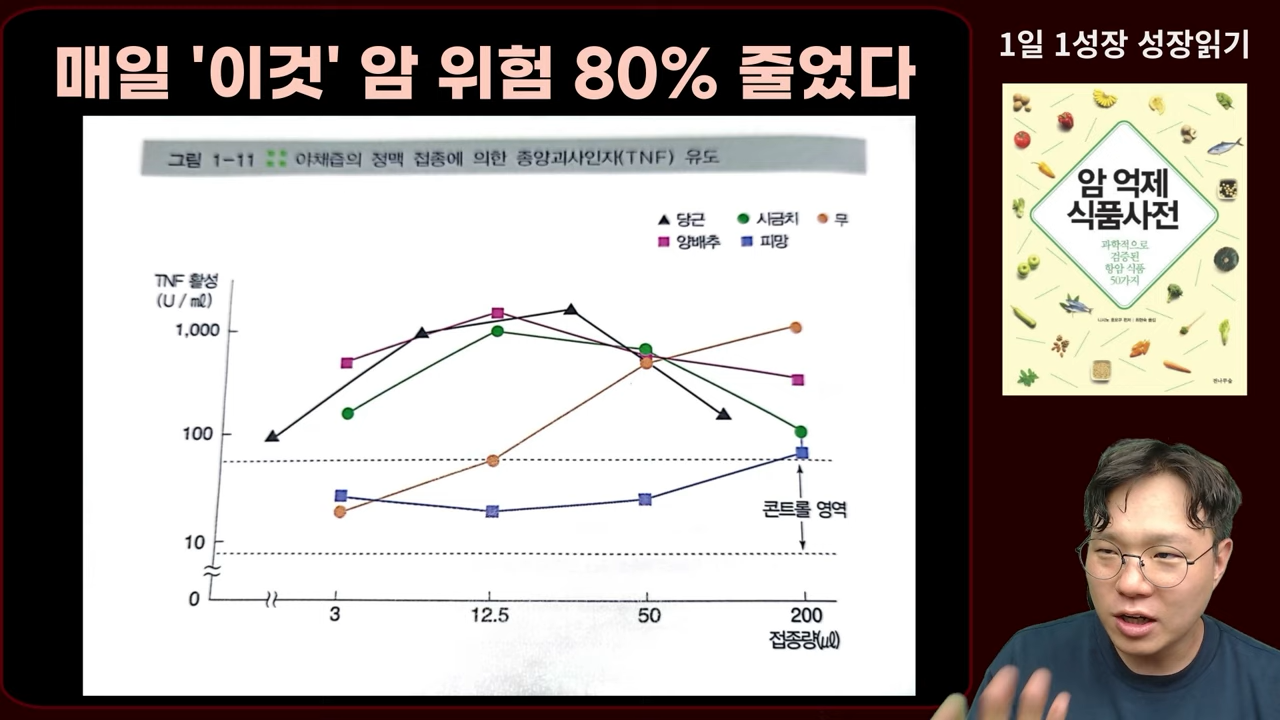 매일 '이것' 암 위험 80% 줄었다
1일 1성장 성장읽기
그림 1-11 야채즙의 정맥 접종에 의한 종양괴사인자(TNF) 유도
당근 시금치 무
양배추 피망
TNF 활성
(U / ㎖)
1,000
100
10
0
콘트롤 영역
3 12.5 50 200
접종량(㎕)
암 억제
식품사전
과학적으로
검증된
항암 식품
50가지